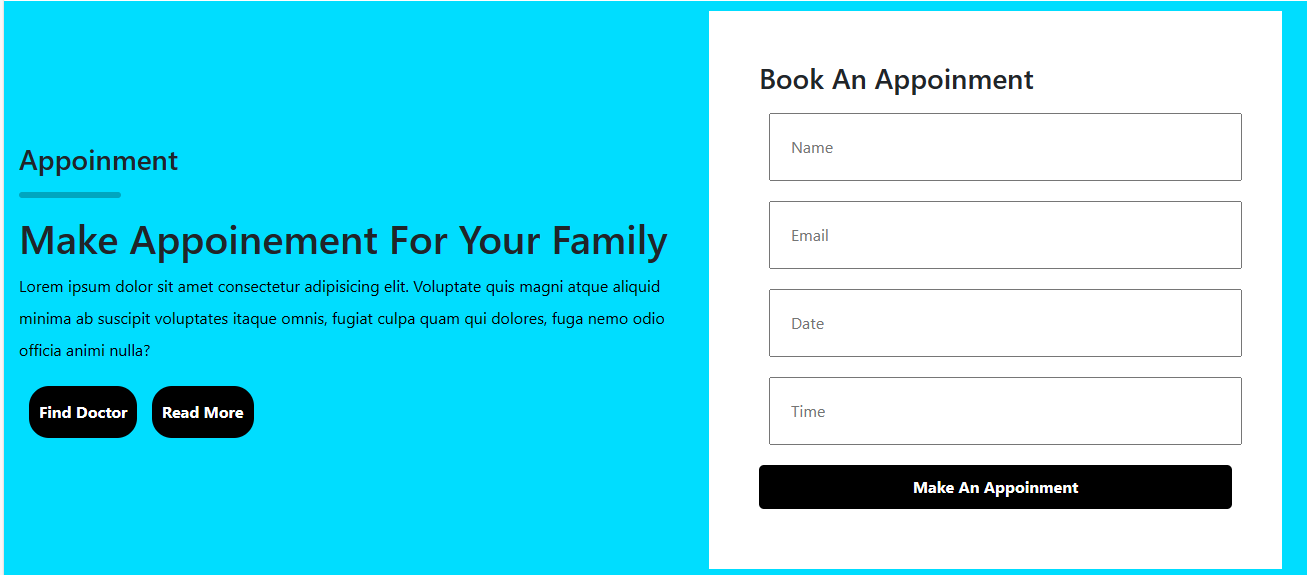 Appoinment
Make Appoinement For Your Family
Lorem ipsum dolor sit amet consectetur adipisicing elit. Voluptate quis magni atque aliquid
minima ab suscipit voluptates itaque omnis, fugiat culpa quam qui dolores, fuga nemo odio
officia animi nulla?
Find Doctor
Read More
Book An Appoinment
Name
Email
Date
Time
Make An Appoinment